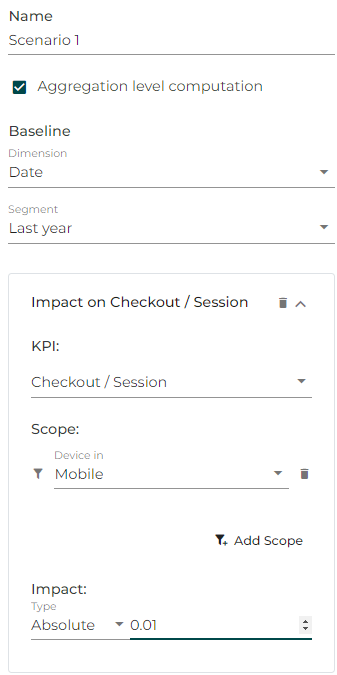 Name
Scenario 1
Aggregation level computation
Baseline
Dimension
Date
Segment
Last year
Impact on Checkout / Session
KPI:
Checkout / Session
Scope:
Device in
Mobile
Add Scope
Impact:
Type
Absolute 0.01